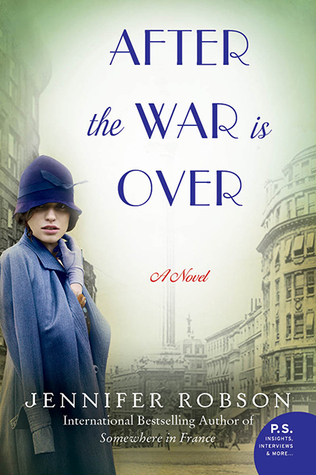 AFTER
the WAR is
OVER
A Novel
JENNIFER ROBSON
International Bestselling Author of
Somewhere in France
P.S.
INSIGHTS,
INTERVIEWS
& MORE...